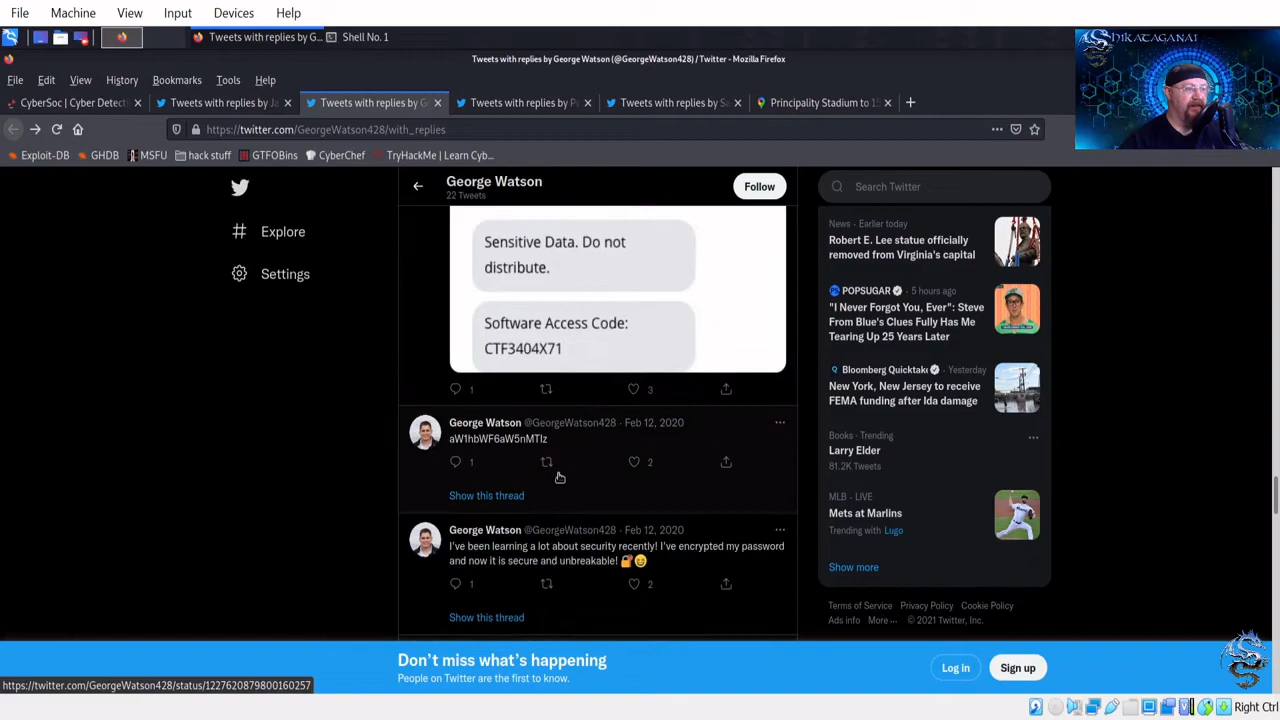 File Machine View Input Devices Help
Tweets with replies by G... Shell No. 1
SHIKATAGANAI
Tweets with replies by George Watson (@GeorgeWatson428) / Twitter - Mozilla Firefox
File Edit View History Bookmarks Tools Help
CyberSoc | Cyber Detect Tweets with replies by Ja Tweets with replies by G Tweets with replies by P Tweets with replies by Sa Principality Stadium to 15
https://twitter.com/GeorgeWatson428/with_replies
Exploit-DB GHDB MSFU hack stuff GTFOBins CyberChef TryHackMe | Learn Cyb...
George Watson
22 Tweets
Follow
Search Twitter
Explore
Settings
Sensitive Data. Do not
distribute.
Software Access Code:
CTF3404X71
1 3
George Watson @GeorgeWatson428 · Feb 12, 2020
aW1hbWF6aW5nMTIz
1 2
Show this thread
George Watson @GeorgeWatson428 · Feb 12, 2020
I've been learning a lot about security recently! I've encrypted my password
and now it is secure and unbreakable!
1 2
Show this thread
News · Earlier today
Robert E. Lee statue officially
removed from Virginia's capital
POPSUGAR · 5 hours ago
"I Never Forgot You, Ever": Steve
From Blue's Clues Fully Has Me
Tearing Up 25 Years Later
Bloomberg Quicktake · Yesterday
New York, New Jersey to receive
FEMA funding after Ida damage
Books · Trending
Larry Elder
81.2K Tweets
MLB · LIVE
Mets at Marlins
Trending with Lugo
Show more
Terms of Service Privacy Policy Cookie Policy
Ads info More ··· © 2021 Twitter, Inc.
Don't miss what's happening
People on Twitter are the first to know.
Log in Sign up
https://twitter.com/GeorgeWatson428/status/1227620879800160257
Right Ctrl